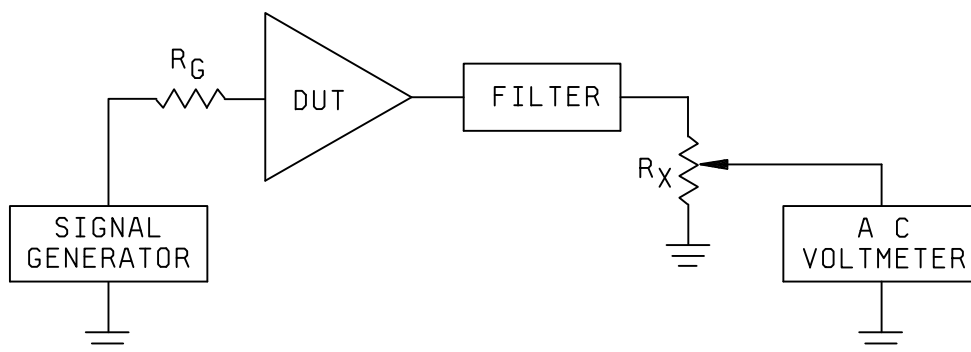 R_G
DUT
FILTER
R_X
SIGNAL
GENERATOR
A C
VOLTMETER